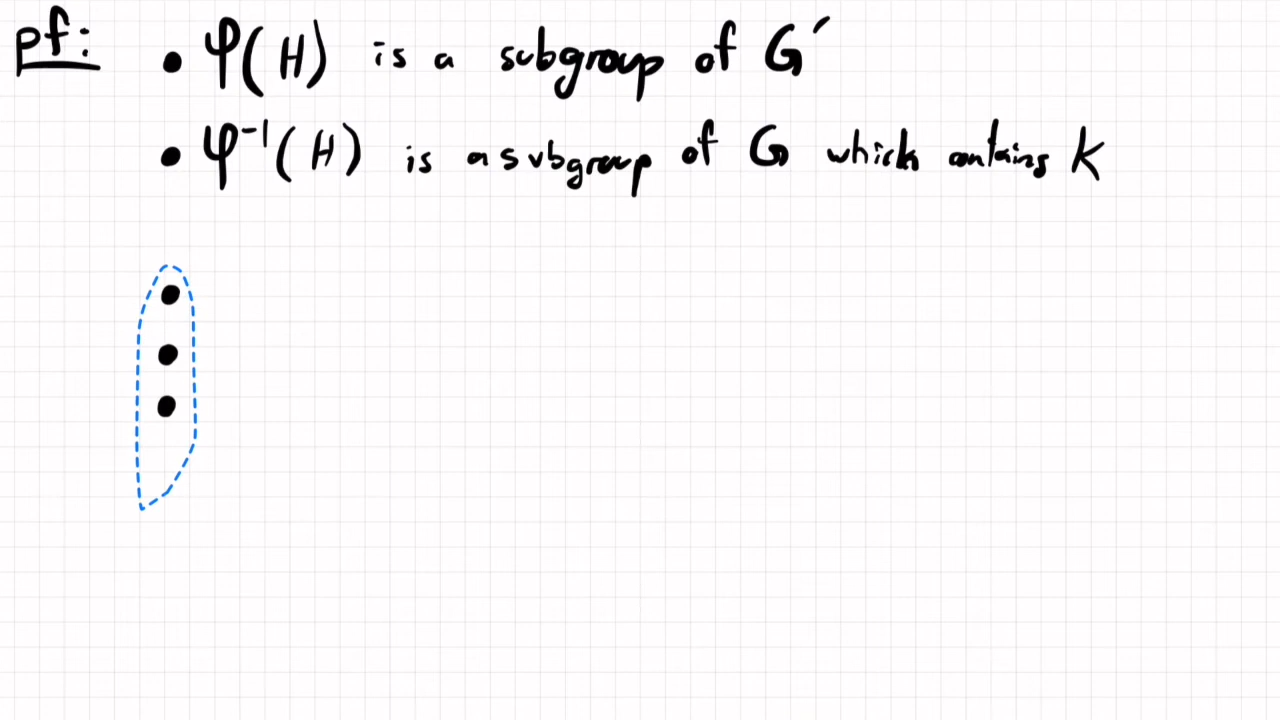 pf: • φ(H) is a subgroup of G′
• φ⁻¹(H) is a subgroup of G which contains K
•
•
•